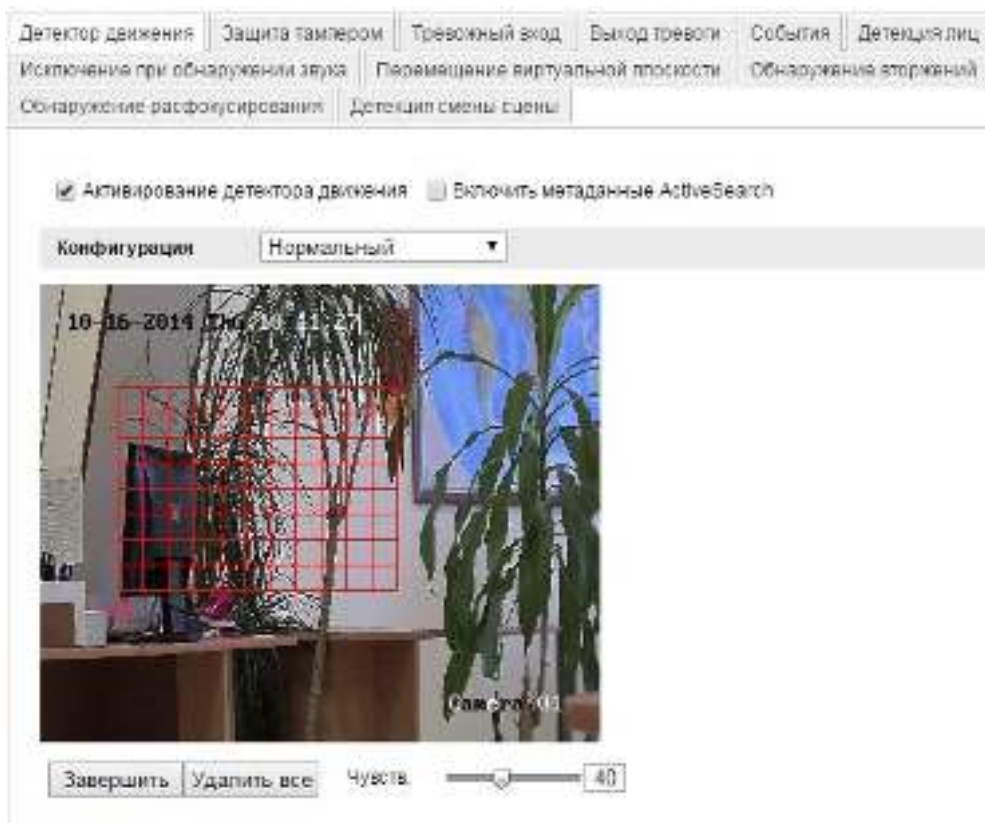 Детектор движения Защита тампером Тревожный вход Выход тревоги События Детекция лиц
Исключение при обнаружении звука Перемещение виртуальной плоскости Обнаружение вторжений
Обнаружение расфокусирования Детекция смены сцены
Активирование детектора движения Включить метаданные ActiveSearch
Конфигурация Нормальный
10-16-2014 Thu
Camera 01
Завершить Удалить все Чувств. 40